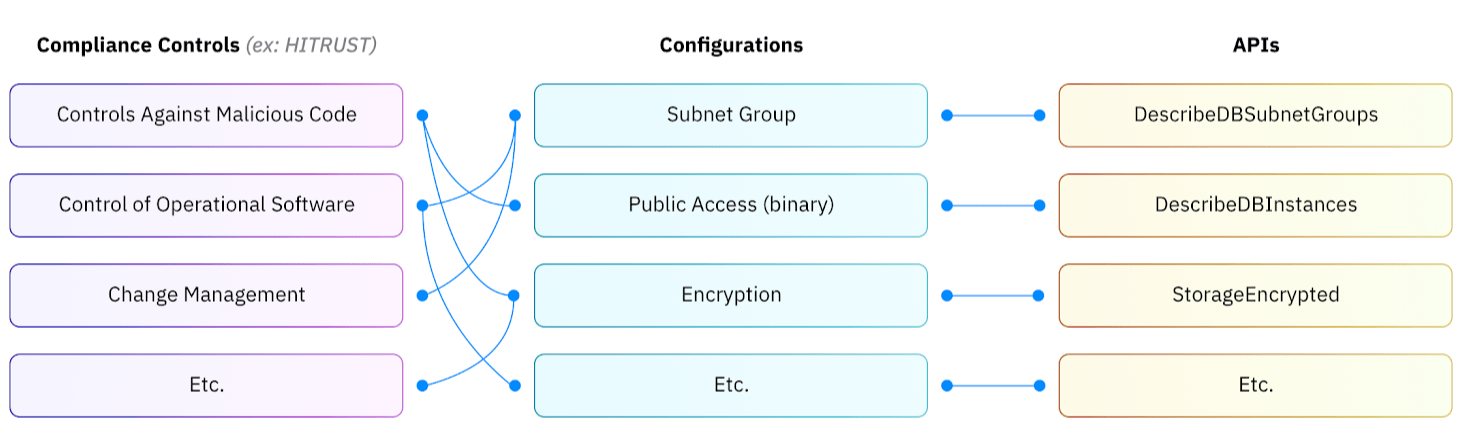 Compliance Controls (ex: HITRUST)
Configurations
APIs
Controls Against Malicious Code
Subnet Group
DescribeDBSubnetGroups
Control of Operational Software
Public Access (binary)
DescribeDBInstances
Change Management
Encryption
StorageEncrypted
Etc.
Etc.
Etc.